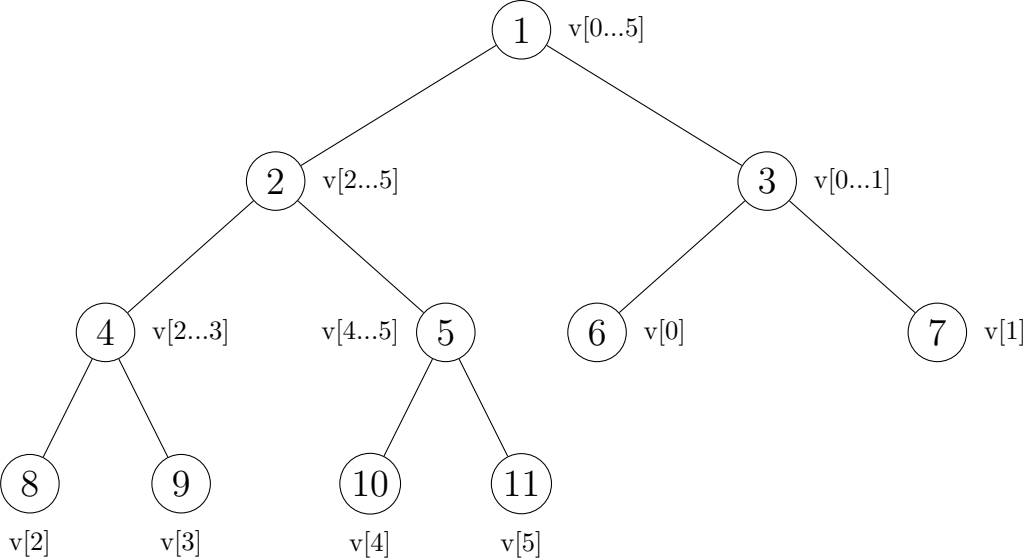 1 v[0...5]
2 v[2...5] 3 v[0...1]
4 v[2...3] v[4...5] 5 6 v[0] 7 v[1]
8 9 10 11
v[2] v[3] v[4] v[5]